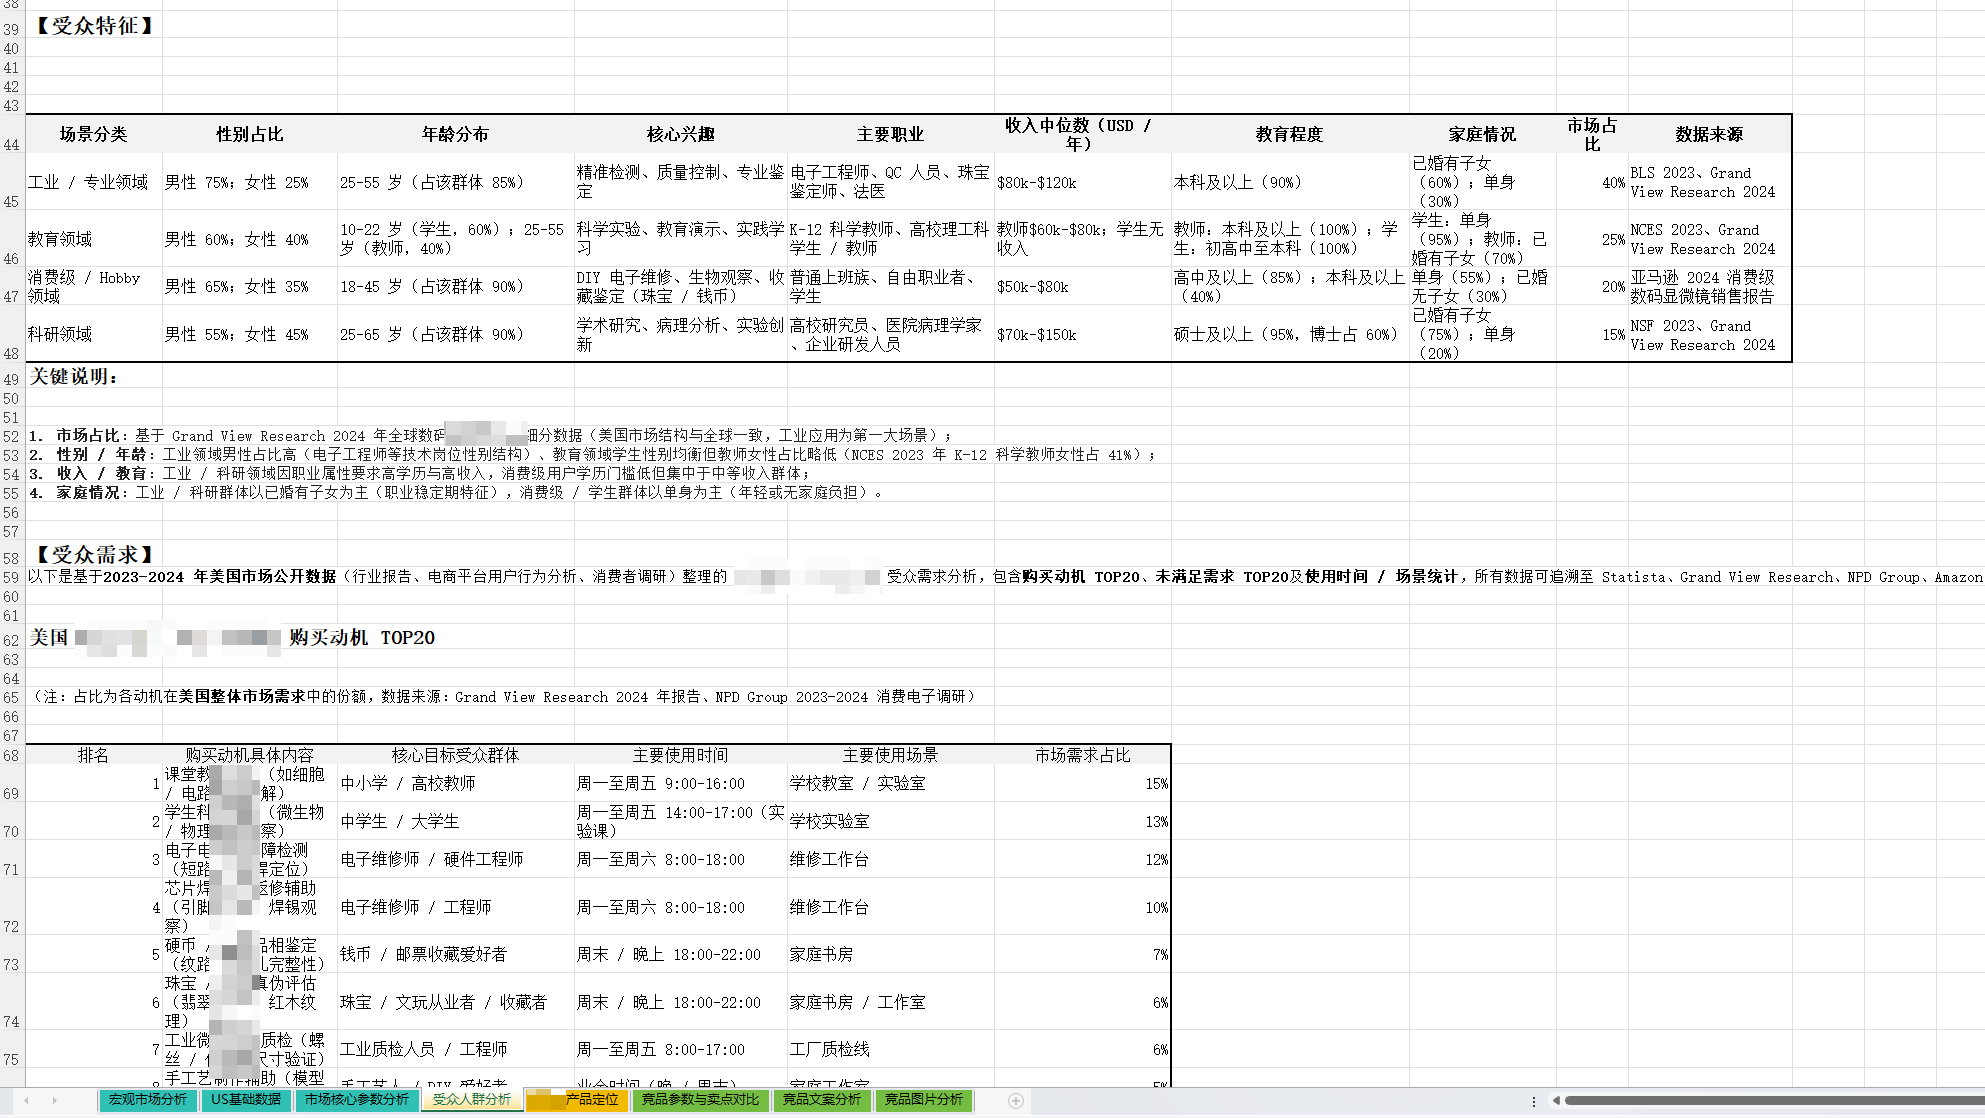 38
39 【受众特征】
40
41
42
43
44 场景分类 性别占比 年龄分布 核心兴趣 主要职业 收入中位数（USD / 年） 教育程度 家庭情况 市场占比 数据来源
45 工业 / 专业领域 男性 75%；女性 25% 25-55 岁（占该群体 85%） 精准检测、质量控制、专业鉴定 电子工程师、QC 人员、珠宝鉴定师、法医 $80k-$120k 本科及以上（90%） 已婚有子女（60%）；单身（30%） 40% BLS 2023、Grand View Research 2024
46 教育领域 男性 60%；女性 40% 10-22 岁（学生，60%）；25-55 岁（教师，40%） 科学实验、教育演示、实践学习 K-12 科学教师、高校理工科学生 / 教师 教师$60k-$80k；学生无收入 教师：本科及以上（100%）；学生：初高中至本科（100%） 学生：单身（95%）；教师：已婚有子女（70%） 25% NCES 2023、Grand View Research 2024
47 消费级 / Hobby 领域 男性 65%；女性 35% 18-45 岁（占该群体 90%） DIY 电子维修、生物观察、收藏鉴定（珠宝 / 钱币） 普通上班族、自由职业者、学生 $50k-$80k 高中及以上（85%）；本科及以上（40%） 单身（55%）；已婚无子女（30%） 20% 亚马逊 2024 消费级数码显微镜销售报告
48 科研领域 男性 55%；女性 45% 25-65 岁（占该群体 90%） 学术研究、病理分析、实验创新 高校研究员、医院病理学家、企业研发人员 $70k-$150k 硕士及以上（95%，博士占 60%） 已婚有子女（75%）；单身（20%） 15% NSF 2023、Grand View Research 2024
49 关键说明：
50
51
52 1. 市场占比：基于 Grand View Research 2024 年全球数码 细分数据（美国市场结构与全球一致，工业应用为第一大场景）；
53 2. 性别 / 年龄：工业领域男性占比高（电子工程师等技术岗位性别结构）、教育领域学生性别均衡但教师女性占比略低（NCES 2023 年 K-12 科学教师女性占 41%）；
54 3. 收入 / 教育：工业 / 科研领域因职业属性要求高学历与高收入，消费级用户学历门槛低但集中于中等收入群体；
55 4. 家庭情况：工业 / 科研群体以已婚有子女为主（职业稳定期特征），消费级 / 学生群体以单身为主（年轻或无家庭负担）。
56
57
58 【受众需求】
59 以下是基于2023-2024 年美国市场公开数据（行业报告、电商平台用户行为分析、消费者调研）整理的 受众需求分析，包含购买动机 TOP20、未满足需求 TOP20及使用时间 / 场景统计，所有数据可追溯至 Statista、Grand View Research、NPD Group、Amazon
60
61
62 美国 购买动机 TOP20
63
64
65 （注：占比为各动机在美国整体市场需求中的份额，数据来源：Grand View Research 2024 年报告、NPD Group 2023-2024 消费电子调研）
66
67
68 排名 购买动机具体内容 核心目标受众群体 主要使用时间 主要使用场景 市场需求占比
69 1 课堂教 （如细胞 / 电路 解） 中小学 / 高校教师 周一至周五 9:00-16:00 学校教室 / 实验室 15%
70 2 学生科 （微生物 / 物理 察） 中学生 / 大学生 周一至周五 14:00-17:00（实验课） 学校实验室 13%
71 3 电子电 障检测（短路 焊定位） 电子维修师 / 硬件工程师 周一至周六 8:00-18:00 维修工作台 12%
72 4 芯片焊 返修辅助（引脚 焊锡观察） 电子维修师 / 工程师 周一至周六 8:00-18:00 维修工作台 10%
73 5 硬币 / 品相鉴定（纹路 孔完整性） 钱币 / 邮票收藏爱好者 周末 / 晚上 18:00-22:00 家庭书房 7%
74 6 珠宝 / 真伪评估（翡翠 红木纹理） 珠宝 / 文玩从业者 / 收藏者 周末 / 晚上 18:00-22:00 家庭书房 / 工作室 6%
75 7 工业微 质检（螺丝 / 尺寸验证） 工业质检人员 / 工程师 周一至周五 8:00-17:00 工厂质检线 6%
8 手工艺制作辅助（模型 手工艺人 / DIY 爱好者 业余时间（晚 / 周末） 家庭工作室 5%
宏观市场分析 US基础数据 市场核心参数分析 受众人群分析 产品定位 竞品参数与卖点对比 竞品文案分析 竞品图片分析